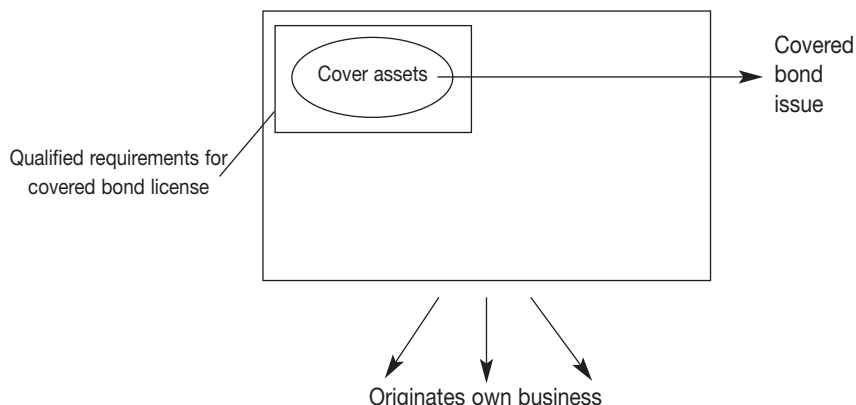 Cover assets
Covered
bond
issue
Qualified requirements for
covered bond license
Originates own business